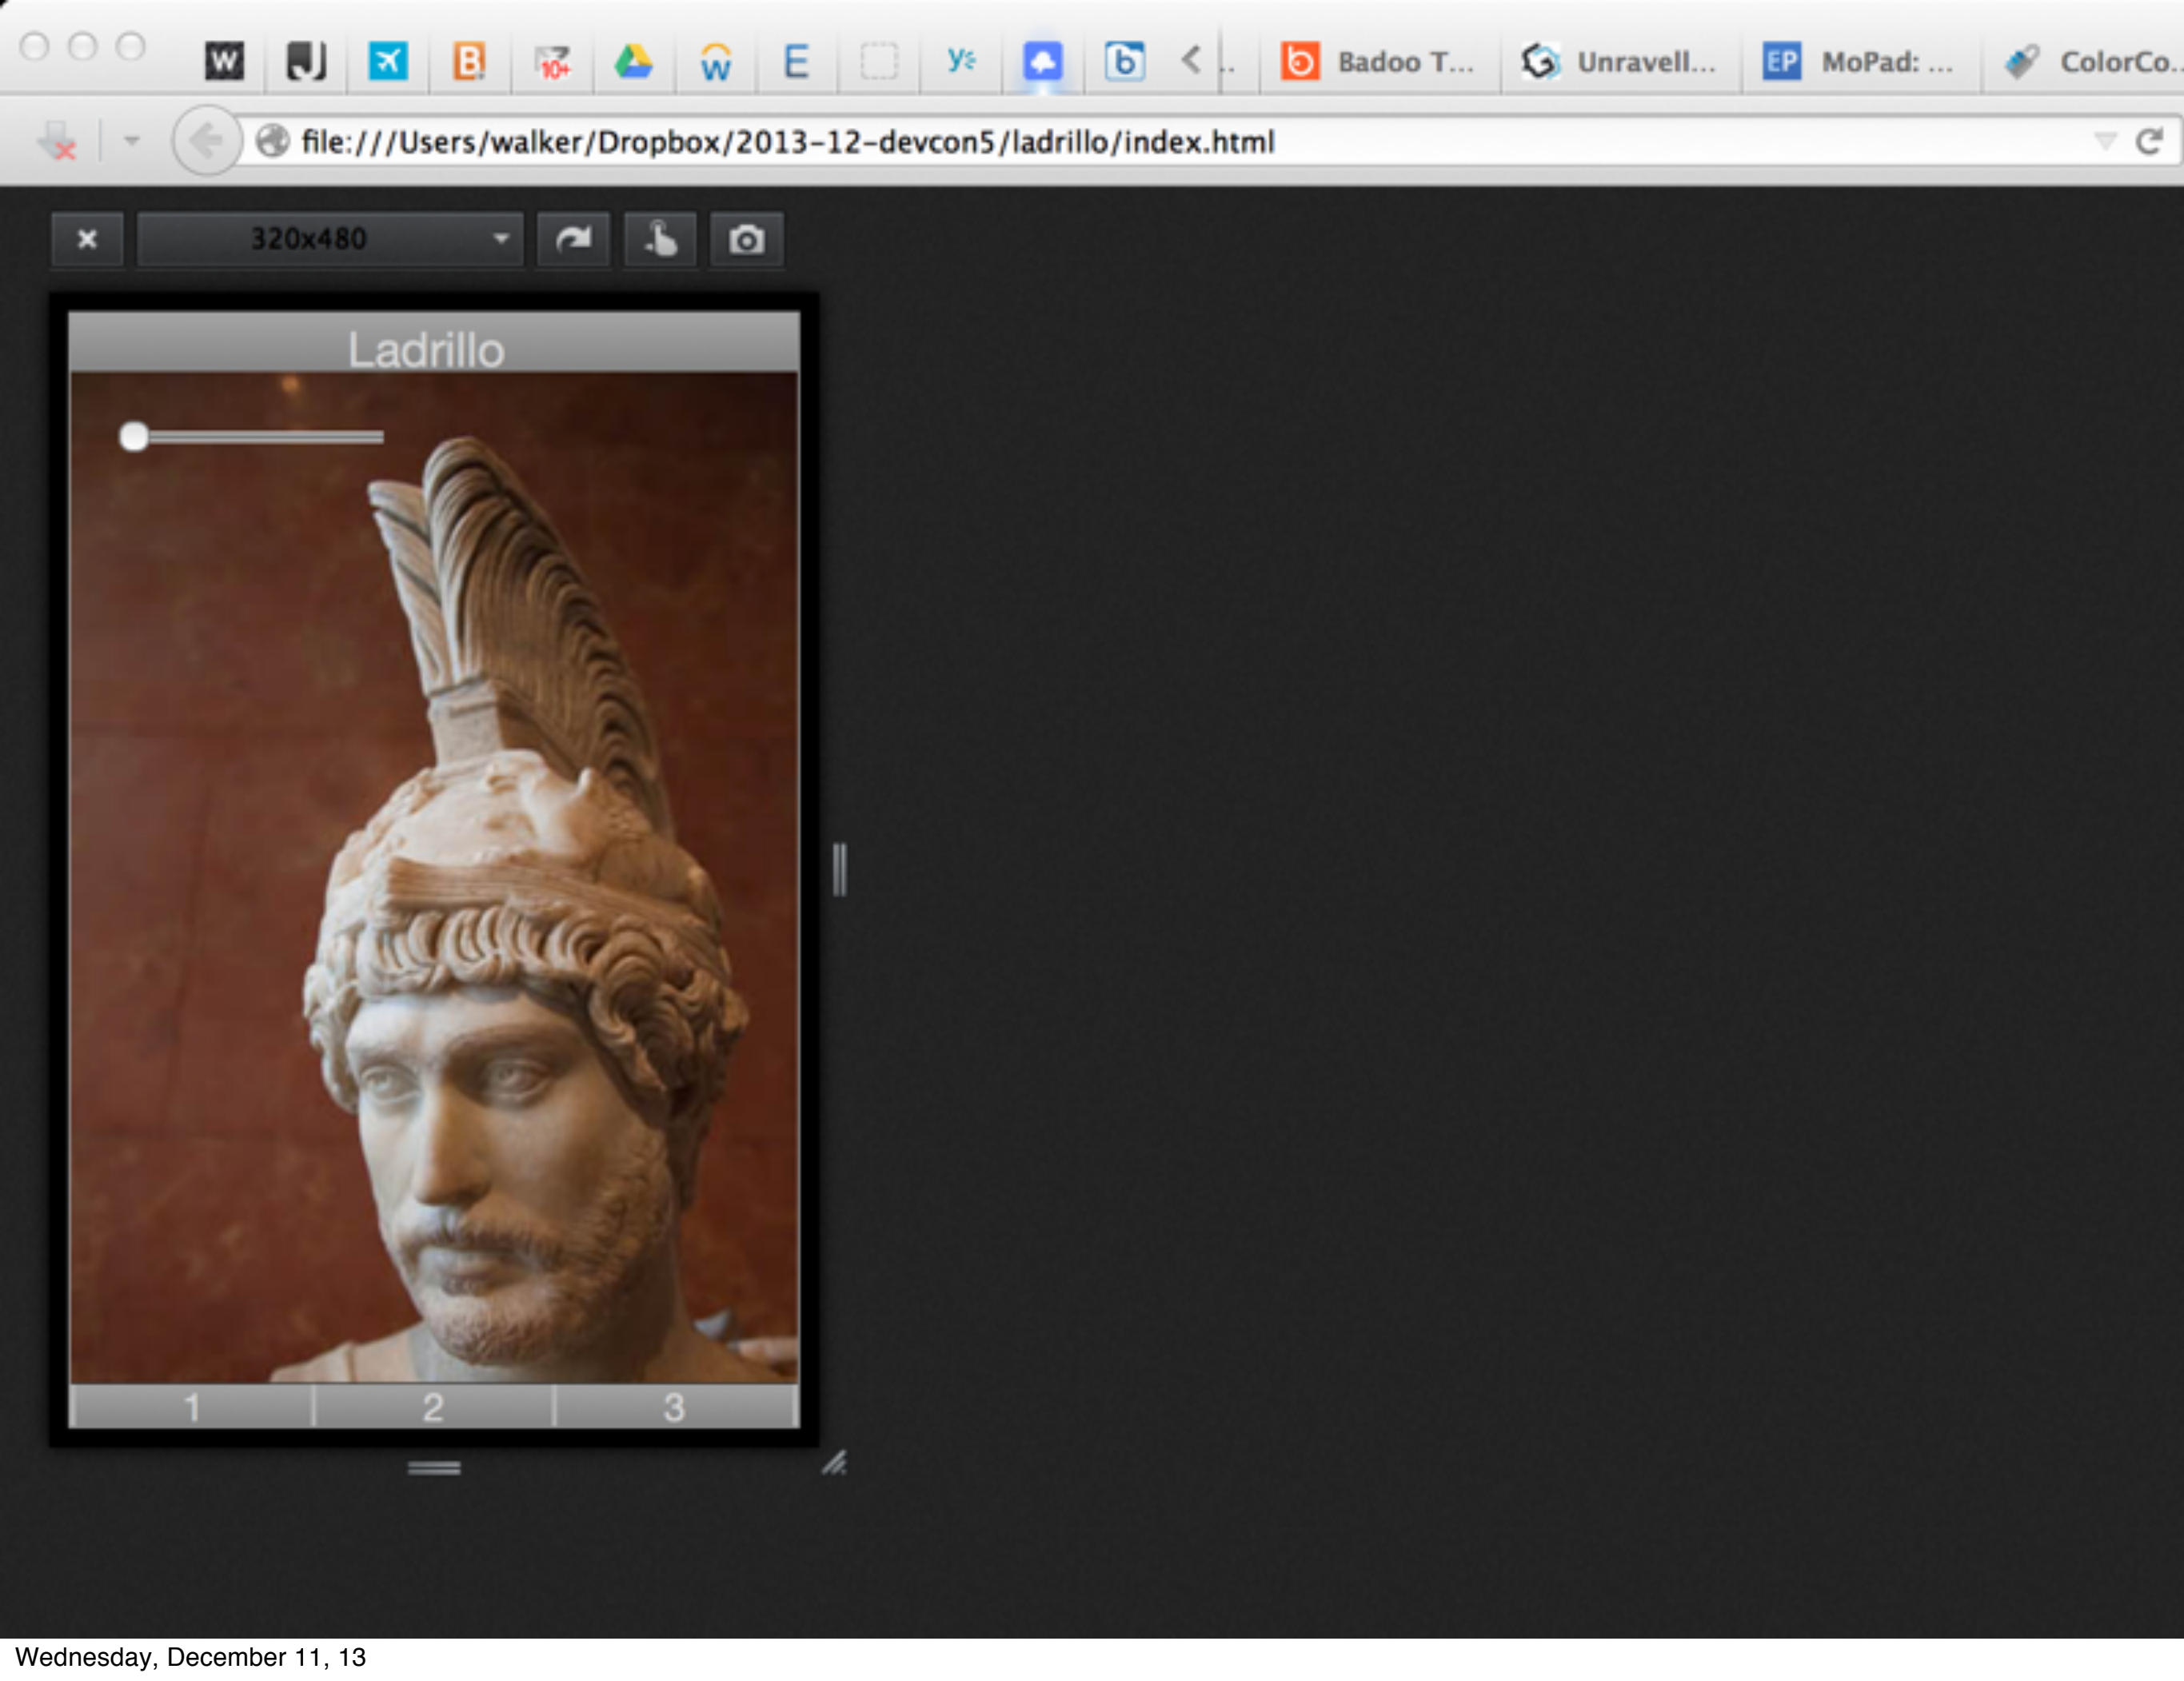 W J B. 10+ w E y b Badoo T... Unravell... EP MoPad: ... ColorCo..
file:///Users/walker/Dropbox/2013-12-devcon5/ladrillo/index.html
320x480
Ladrillo
1 2 3
Wednesday, December 11, 13